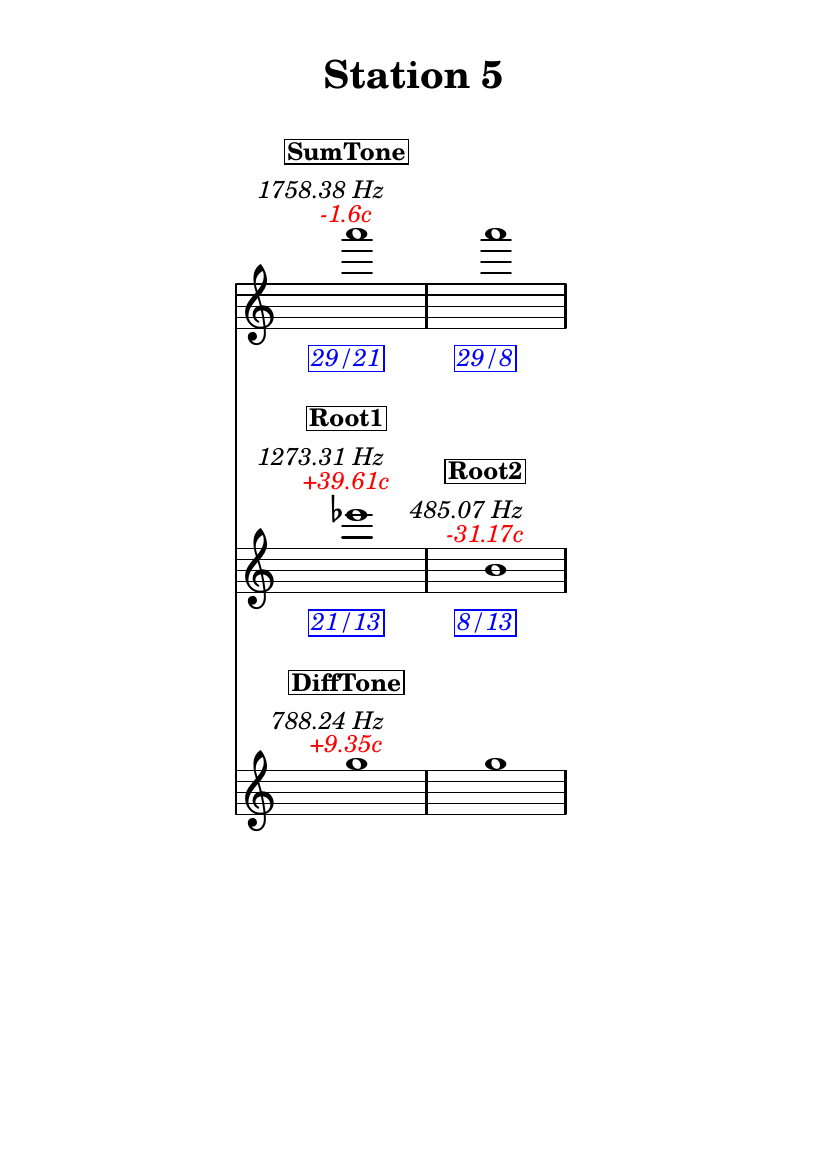 Station 5
SumTone
1758.38 Hz
-1.6c
29/21
29/8
Root1
1273.31 Hz
+39.61c
Root2
485.07 Hz
-31.17c
21/13
8/13
DiffTone
788.24 Hz
+9.35c